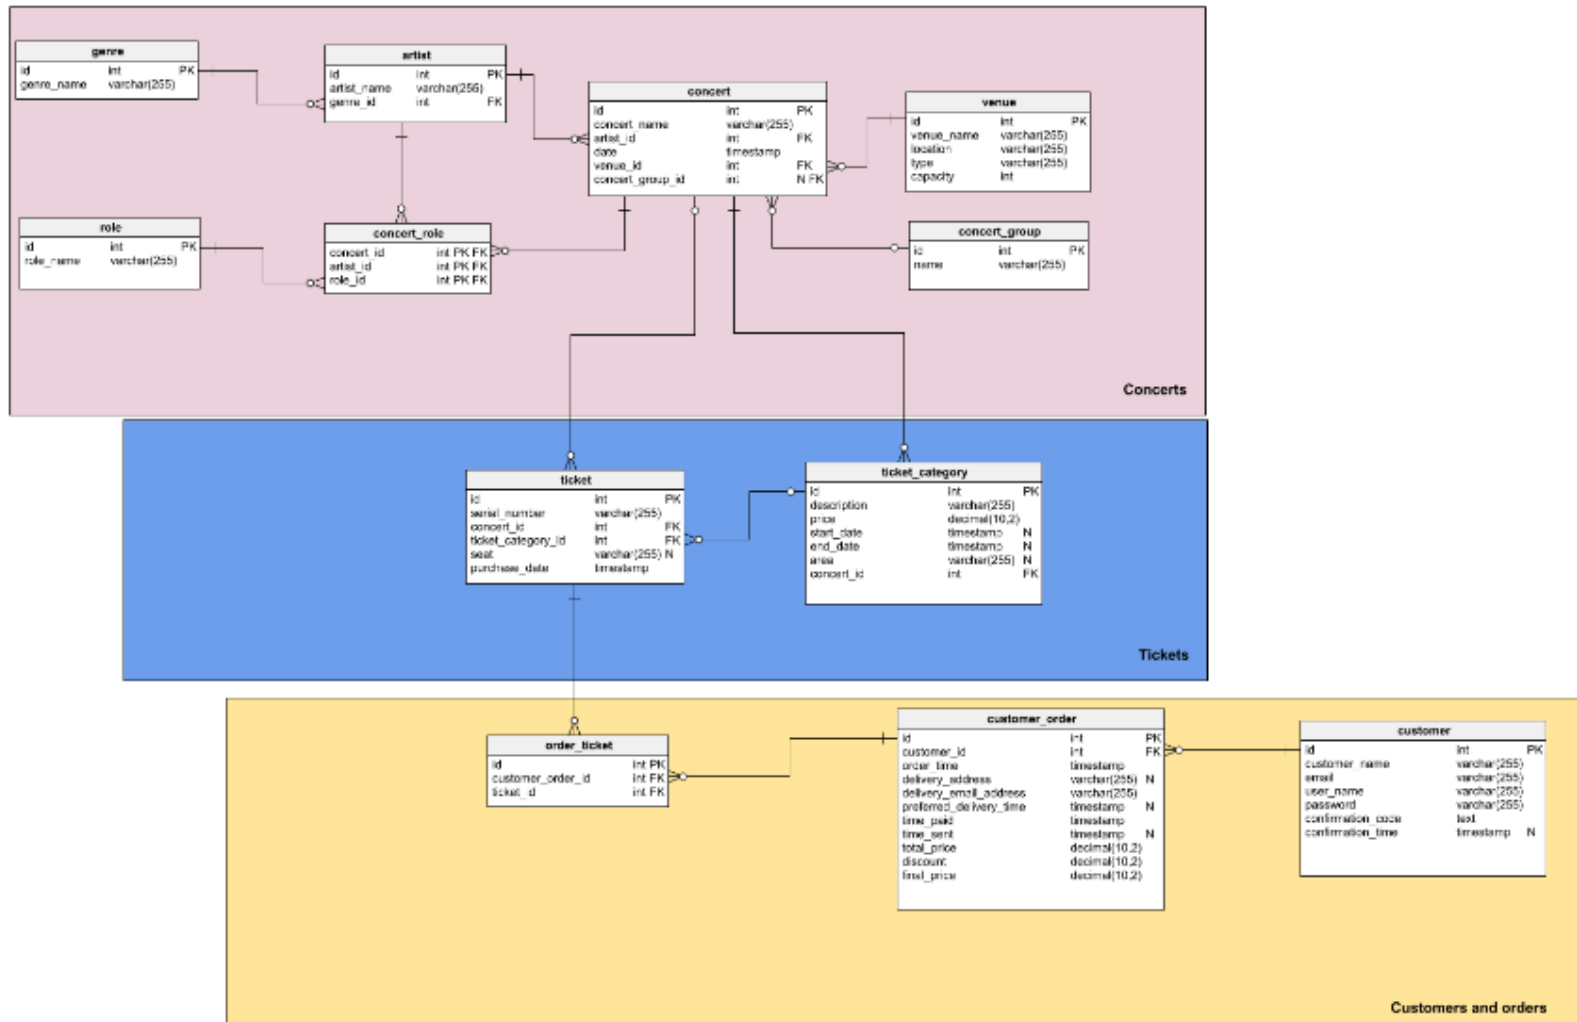 genre
id int PK
genre_name varchar(255)
artist
id int PK
artist_name varchar(255)
genre_id int FK
concert
id int PK
concert_name varchar(255)
artist_id int FK
date timestamp
venue_id int FK
concert_group_id int N FK
venue
id int PK
venue_name varchar(255)
location varchar(255)
type varchar(255)
capacity int
role
id int PK
role_name varchar(255)
concert_role
concert_id int PK FK
artist_id int PK FK
role_id int PK FK
concert_group
id int PK
name varchar(255)
Concerts
ticket
id int PK
serial_number varchar(255)
concert_id int FK
ticket_category_id int FK
seat varchar(255) N
purchase_date timestamp
ticket_category
id int PK
description varchar(255)
price decimal(10,2)
start_date timestamp N
end_date timestamp N
area varchar(255) N
concert_id int FK
Tickets
order_ticket
id int PK
customer_order_id int FK
ticket_id int FK
customer_order
id int PK
customer_id int FK
order_time timestamp
delivery_address varchar(255) N
delivery_email_address varchar(255)
preferred_delivery_time timestamp N
time_paid timestamp
time_sent timestamp N
total_price decimal(10,2)
discount decimal(10,2)
final_price decimal(10,2)
customer
id int PK
customer_name varchar(255)
email varchar(255)
user_name varchar(255)
password varchar(255)
confirmation_code text
confirmation_time timestamp N
Customers and orders